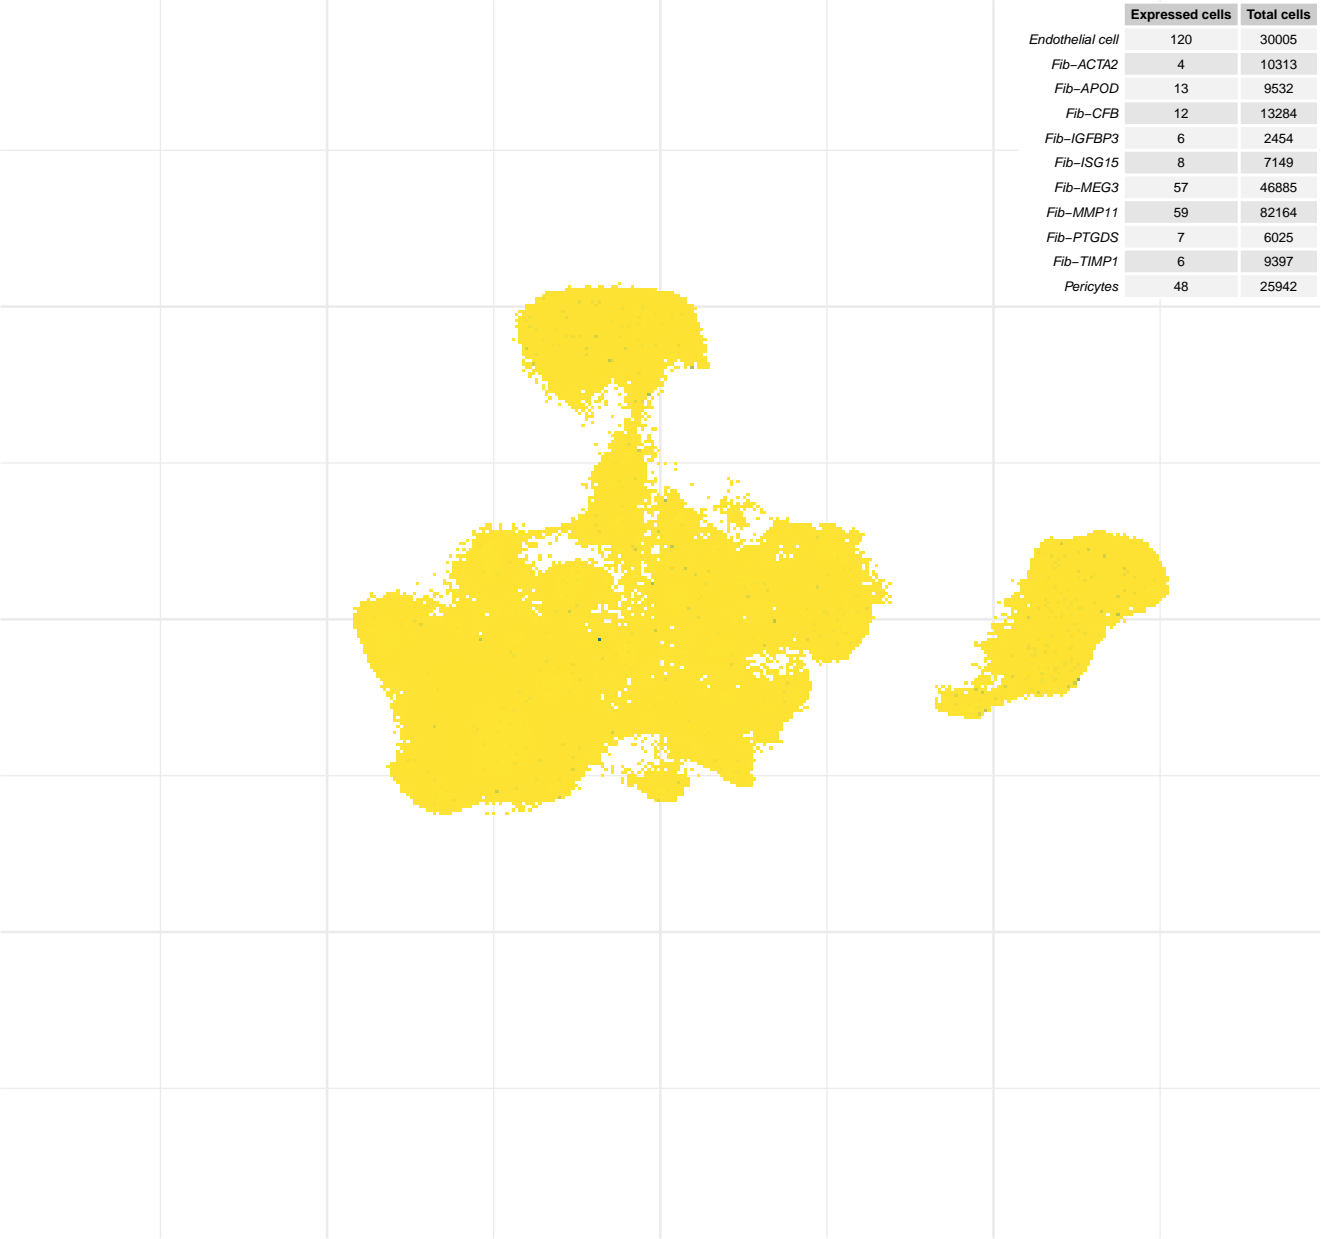 Expressed cells Total cells
Endothelial cell 120 30005
Fib−ACTA2 4 10313
Fib−APOD 13 9532
Fib−CFB 12 13284
Fib−IGFBP3 6 2454
Fib−ISG15 8 7149
Fib−MEG3 57 46885
Fib−MMP11 59 82164
Fib−PTGDS 7 6025
Fib−TIMP1 6 9397
Pericytes 48 25942